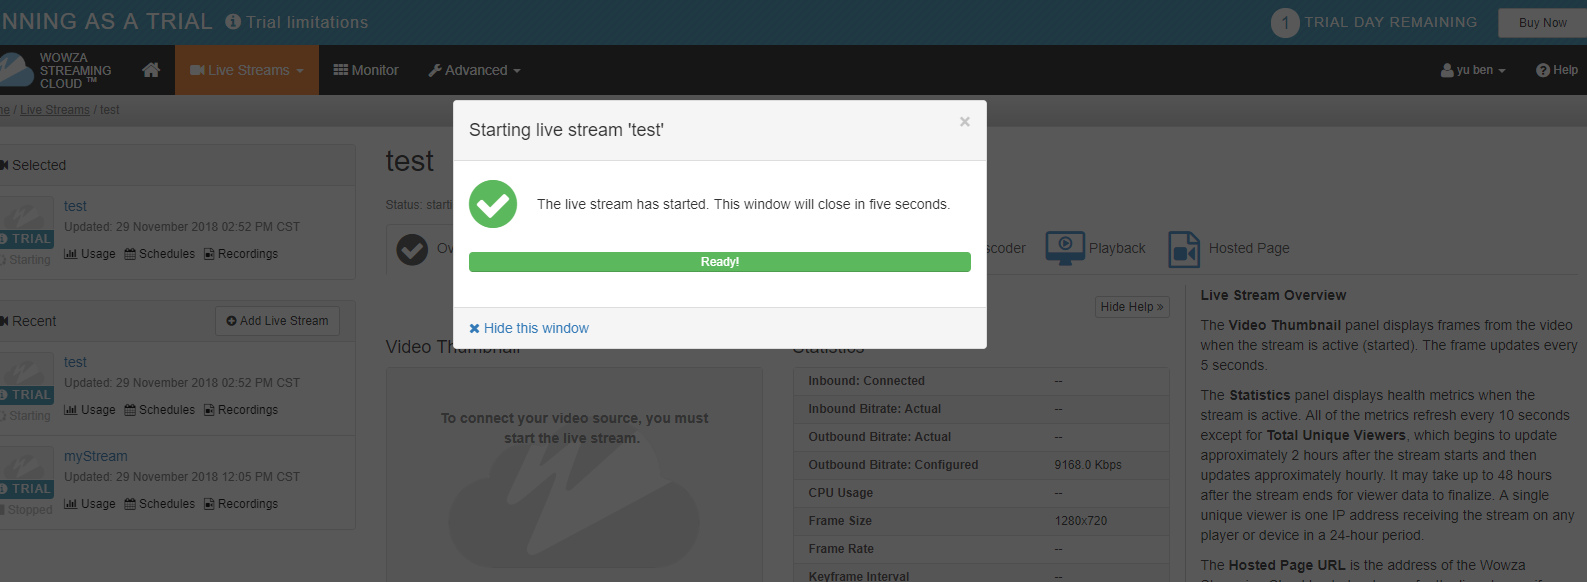 NNING AS A TRIAL Trial limitations
1 TRIAL DAY REMAINING Buy Now
WOWZA
STREAMING
CLOUD ™
Live Streams Monitor Advanced yu ben Help
ne / Live Streams / test
Starting live stream 'test'
×
The live stream has started. This window will close in five seconds.
Ready!
Hide this window
Selected
test
Updated: 29 November 2018 02:52 PM CST
TRIAL
Usage Schedules Recordings
Starting
Recent Add Live Stream
test
Updated: 29 November 2018 02:52 PM CST
TRIAL
Usage Schedules Recordings
Starting
myStream
Updated: 29 November 2018 12:05 PM CST
TRIAL
Usage Schedules Recordings
Stopped
test
Status: starti
Ov scoder Playback Hosted Page
Hide Help »
Video Thumbnail
To connect your video source, you must
start the live stream.
Statistics
Inbound: Connected --
Inbound Bitrate: Actual --
Outbound Bitrate: Actual --
Outbound Bitrate: Configured 9168.0 Kbps
CPU Usage --
Frame Size 1280x720
Frame Rate --
Keyframe Interval
Live Stream Overview
The Video Thumbnail panel displays frames from the video
when the stream is active (started). The frame updates every
5 seconds.
The Statistics panel displays health metrics when the
stream is active. All of the metrics refresh every 10 seconds
except for Total Unique Viewers, which begins to update
approximately 2 hours after the stream starts and then
updates approximately hourly. It may take up to 48 hours
after the stream ends for viewer data to finalize. A single
unique viewer is one IP address receiving the stream on any
player or device in a 24-hour period.
The Hosted Page URL is the address of the Wowza